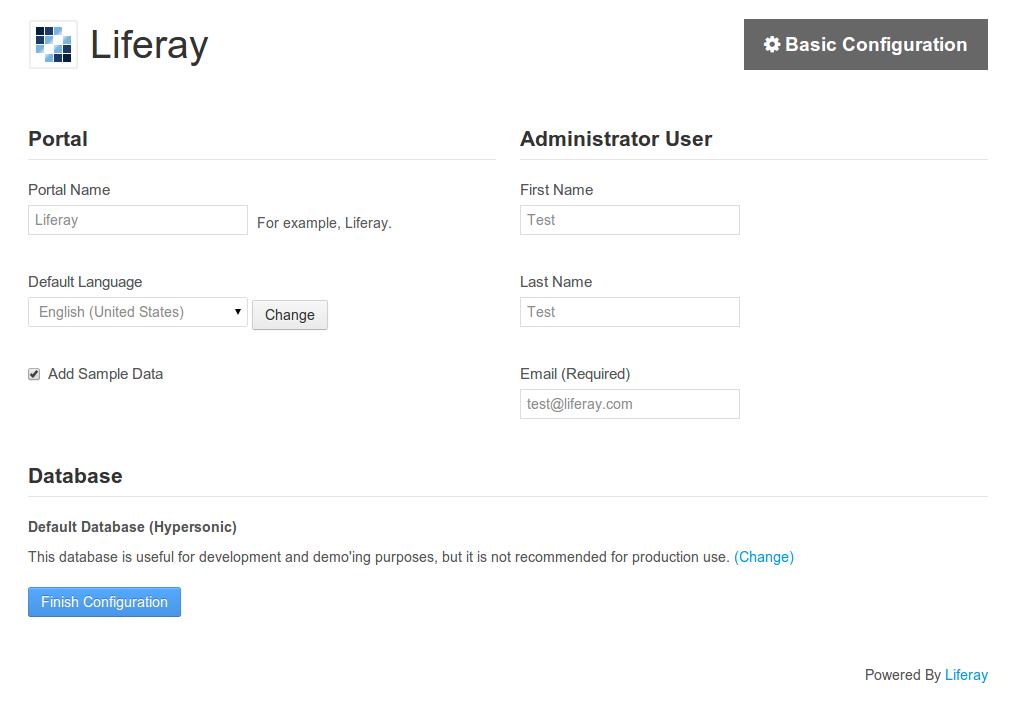 Liferay
Basic Configuration
Portal
Portal Name
Liferay
For example, Liferay.
Default Language
English (United States)
Change
Add Sample Data
Administrator User
First Name
Test
Last Name
Test
Email (Required)
test@liferay.com
Database
Default Database (Hypersonic)
This database is useful for development and demo'ing purposes, but it is not recommended for production use. (Change)
Finish Configuration
Powered By Liferay